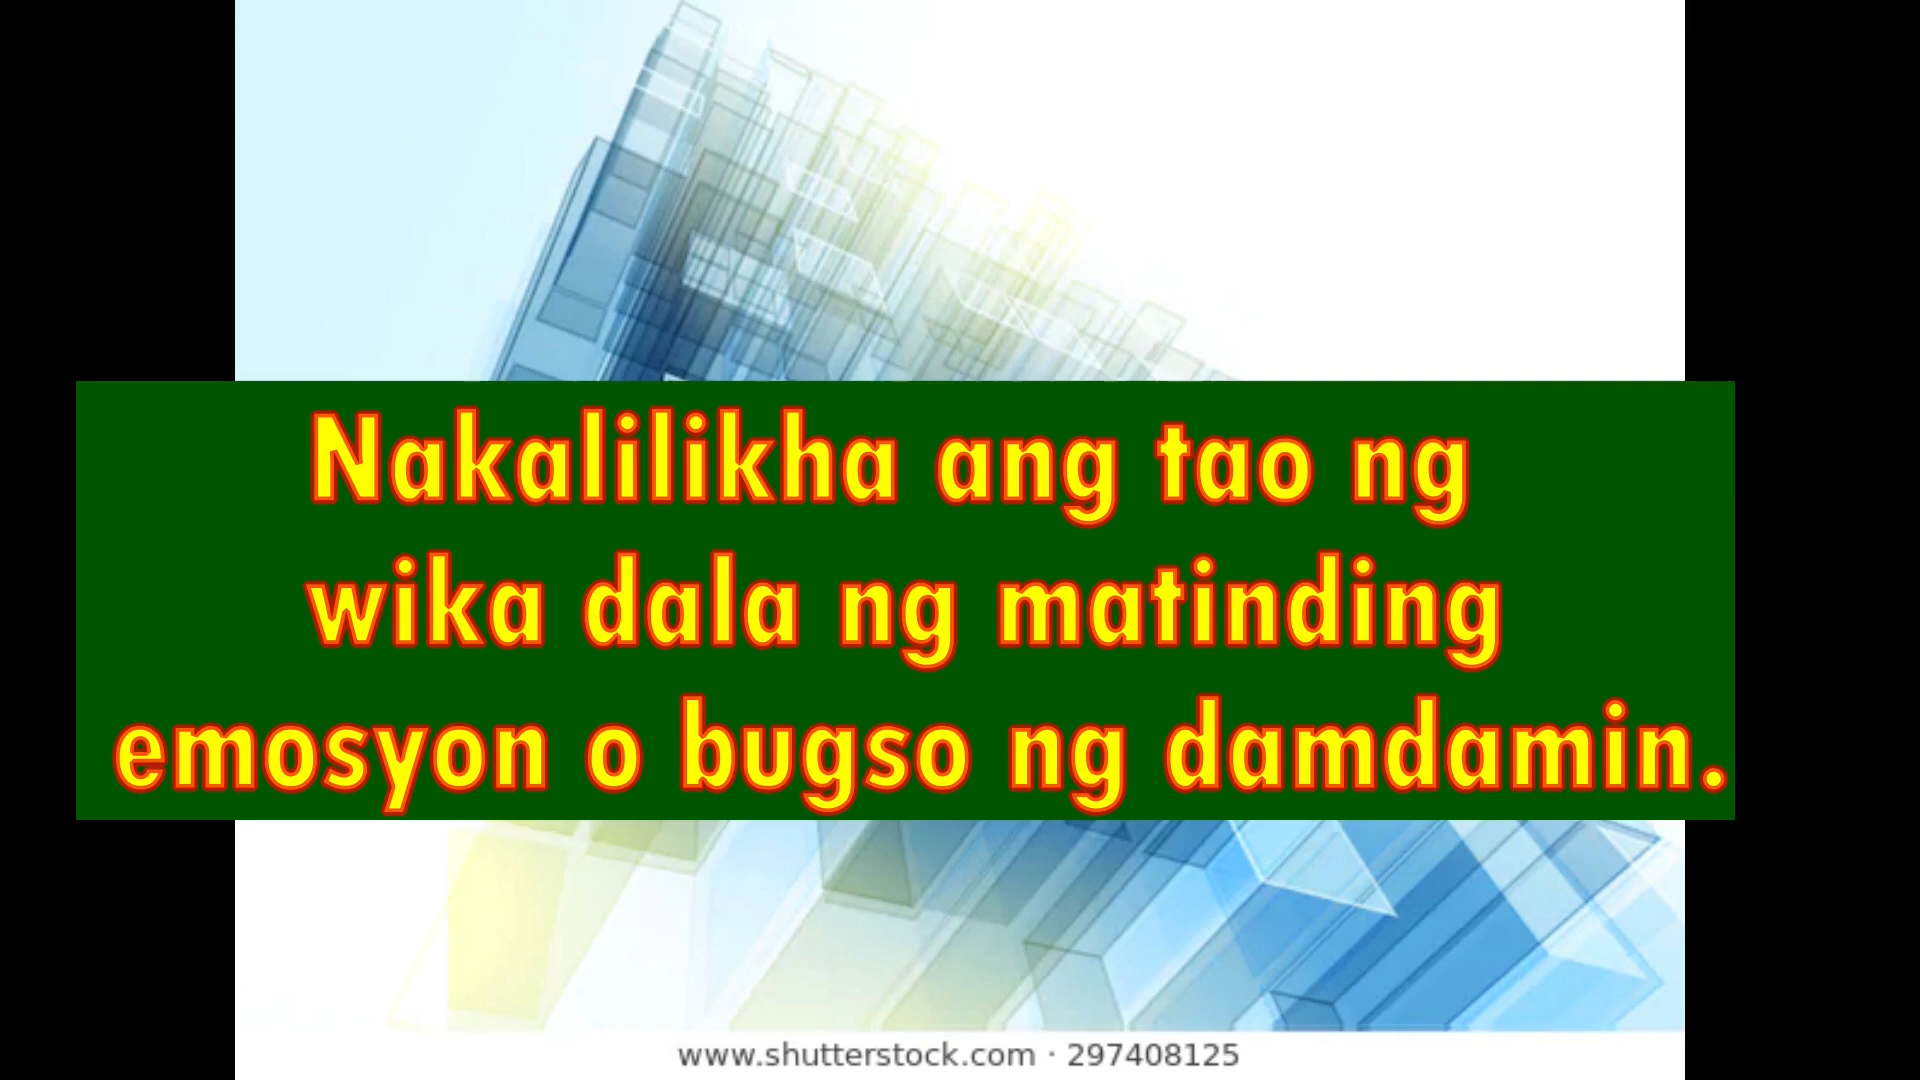 Nakalilikha ang tao ng
wika dala ng matinding
emosyon o bugso ng damdamin.
www.shutterstock.com · 297408125